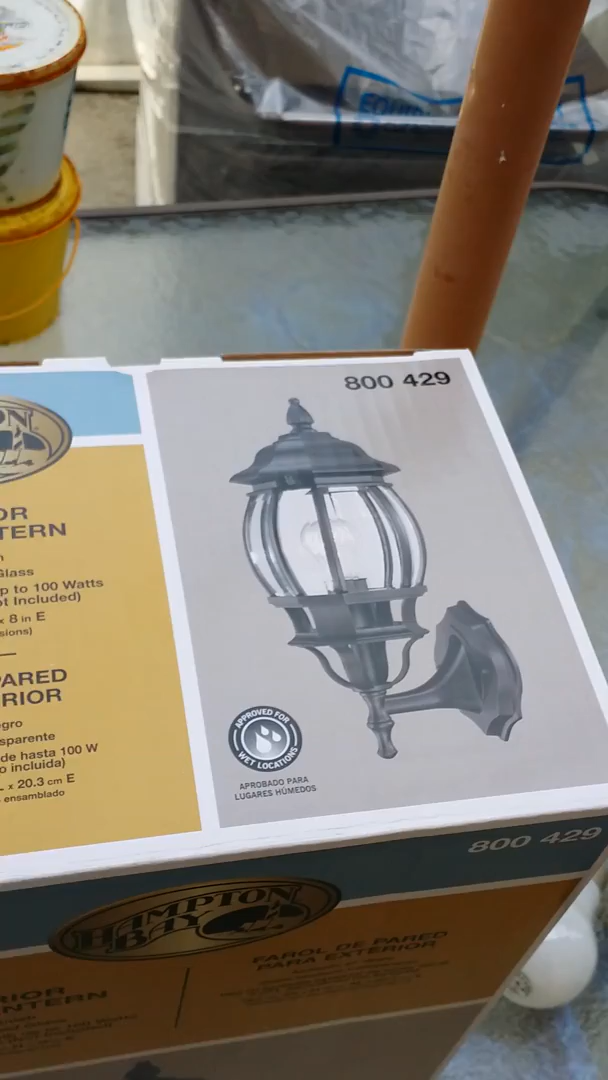 800 429
ON
OR
TERN
Glass
p to 100 Watts
ot Included)
x 8 in E
sions)
PARED
RIOR
egro
sparente
de hasta 100 W
o incluida)
L x 20.3 cm E
ensamblado
APPROVED FOR
WET LOCATIONS
APROBADO PARA
LUGARES HÚMEDOS
800 429
HAMPTON
BAY
FAROL DE PARED
PARA EXTERIOR
RIOR
NTERN